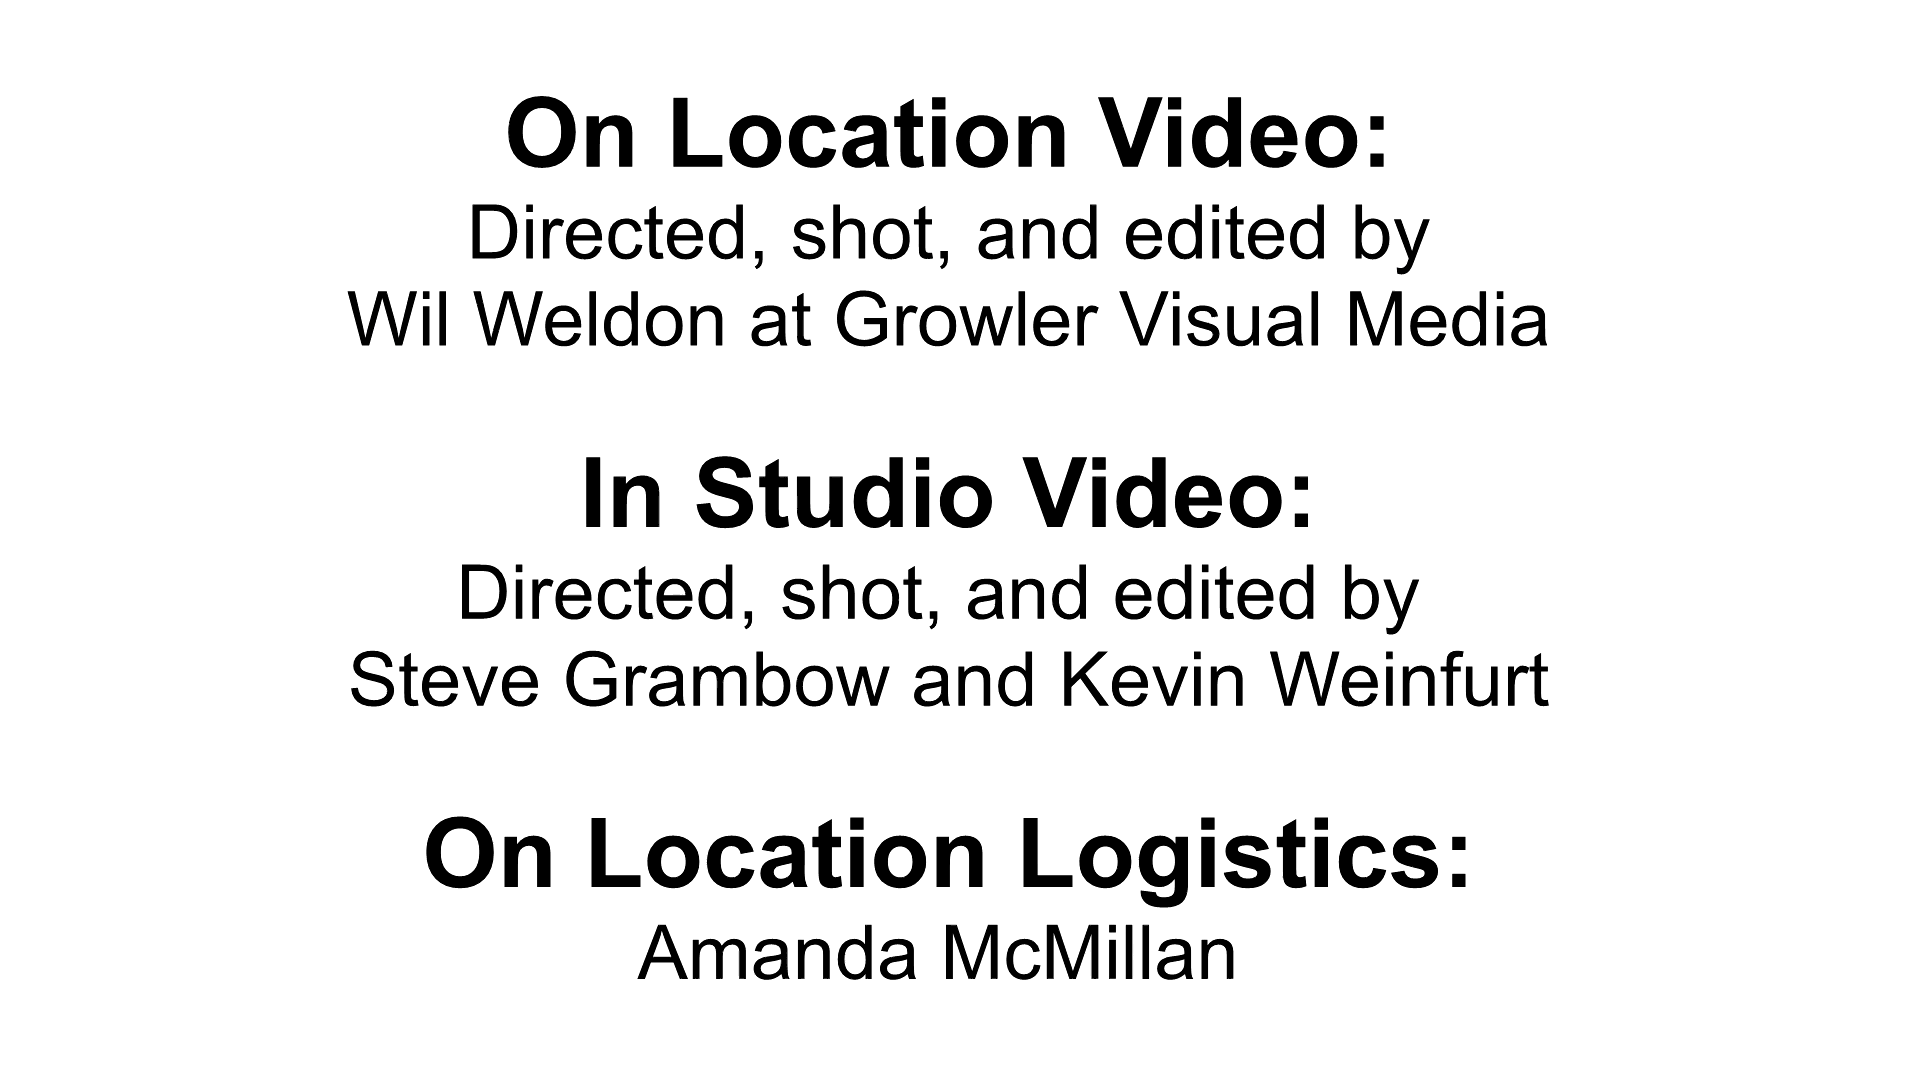 On Location Video:
Directed, shot, and edited by
Wil Weldon at Growler Visual Media
In Studio Video:
Directed, shot, and edited by
Steve Grambow and Kevin Weinfurt
On Location Logistics:
Amanda McMillan